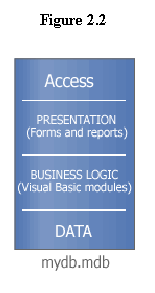 Figure 2.2
Access
PRESENTATION
(Forms and reports)
BUSINESS LOGIC
(Visual Basic modules)
DATA
mydb.mdb